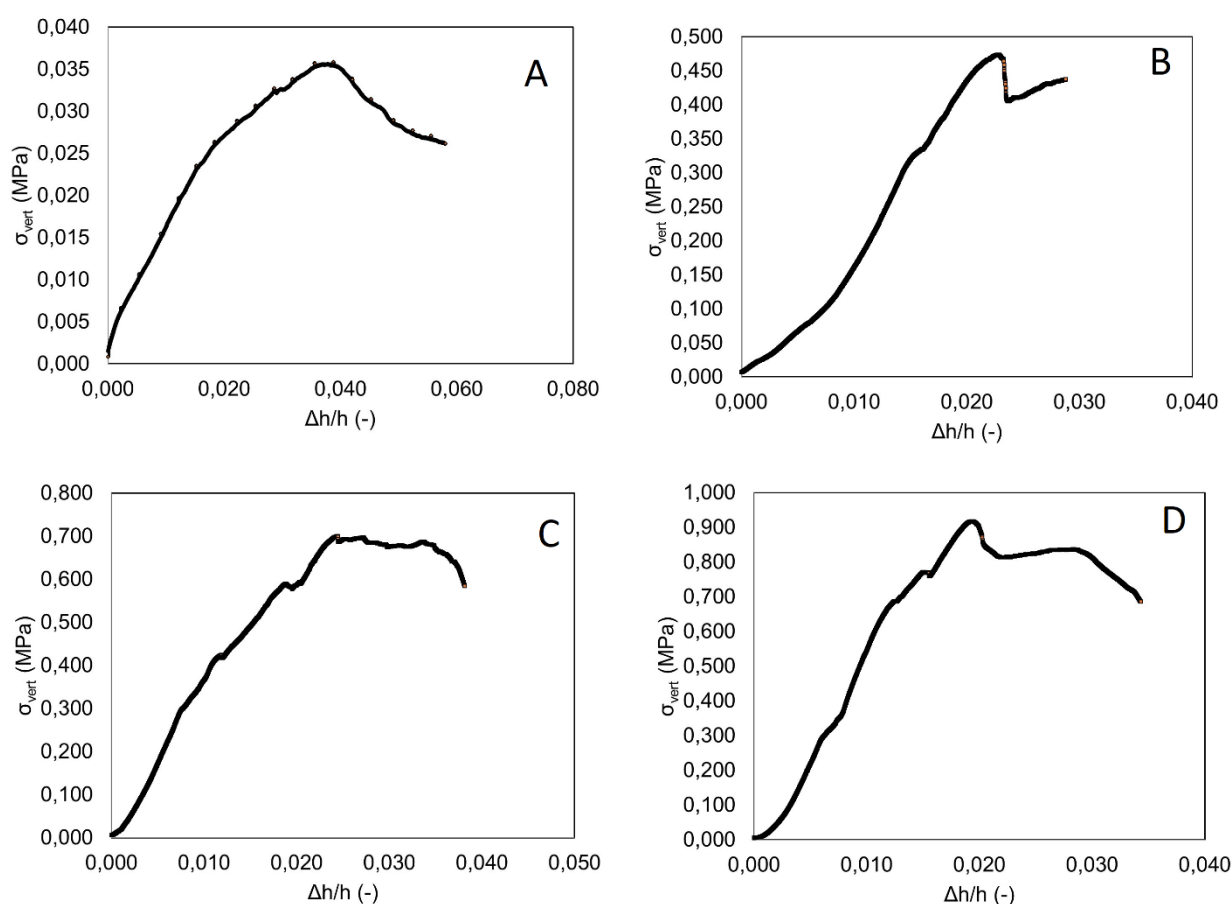 A
σvert (MPa)
0,040
0,035
0,030
0,025
0,020
0,015
0,010
0,005
0,000
0,000 0,020 0,040 0,060 0,080
Δh/h (-)
B
σvert (MPa)
0,500
0,450
0,400
0,350
0,300
0,250
0,200
0,150
0,100
0,050
0,000
0,000 0,010 0,020 0,030 0,040
Δh/h (-)
C
σvert (MPa)
0,800
0,700
0,600
0,500
0,400
0,300
0,200
0,100
0,000
0,000 0,010 0,020 0,030 0,040 0,050
Δh/h (-)
D
σvert (MPa)
1,000
0,900
0,800
0,700
0,600
0,500
0,400
0,300
0,200
0,100
0,000
0,000 0,010 0,020 0,030 0,040
Δh/h (-)